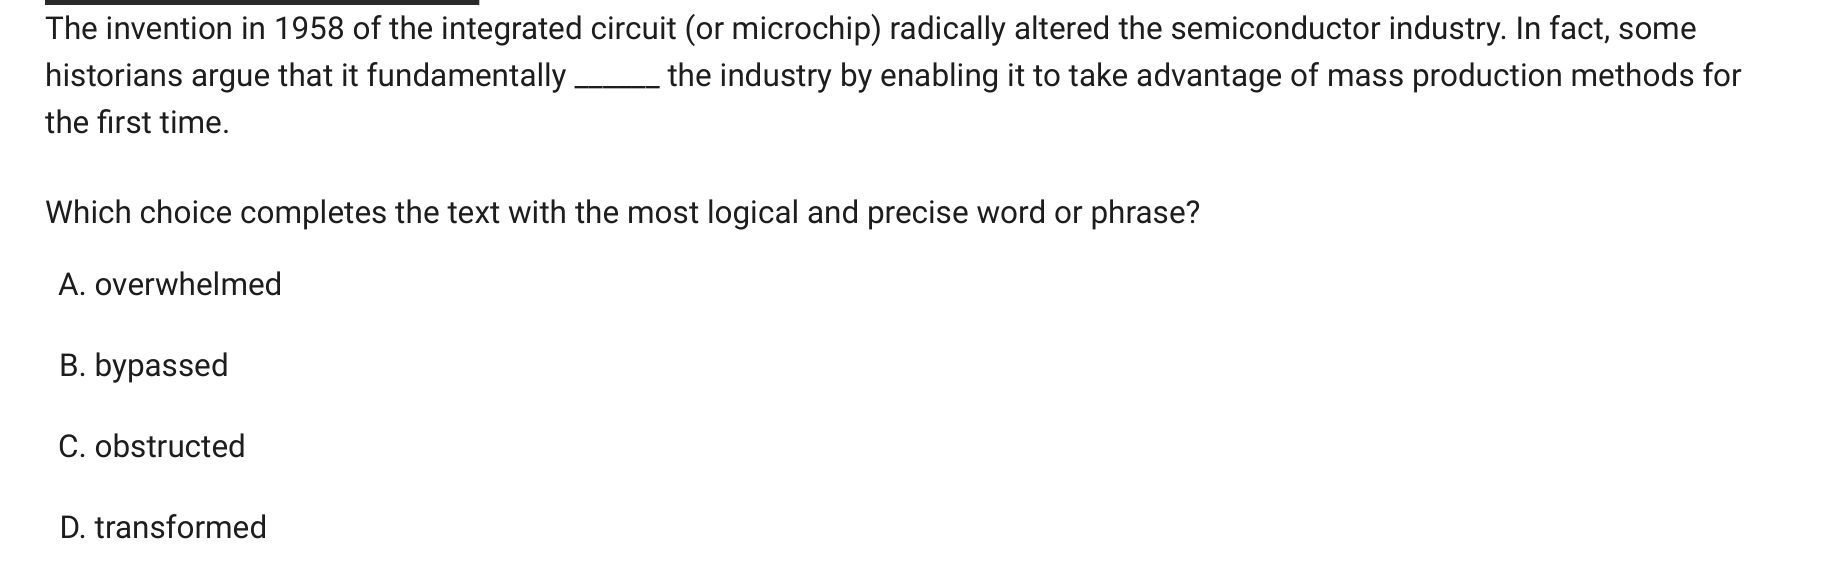 The invention in 1958 of the integrated circuit (or microchip) radically altered the semiconductor industry. In fact, some
historians argue that it fundamentally ______ the industry by enabling it to take advantage of mass production methods for
the first time.
Which choice completes the text with the most logical and precise word or phrase?
A. overwhelmed
B. bypassed
C. obstructed
D. transformed